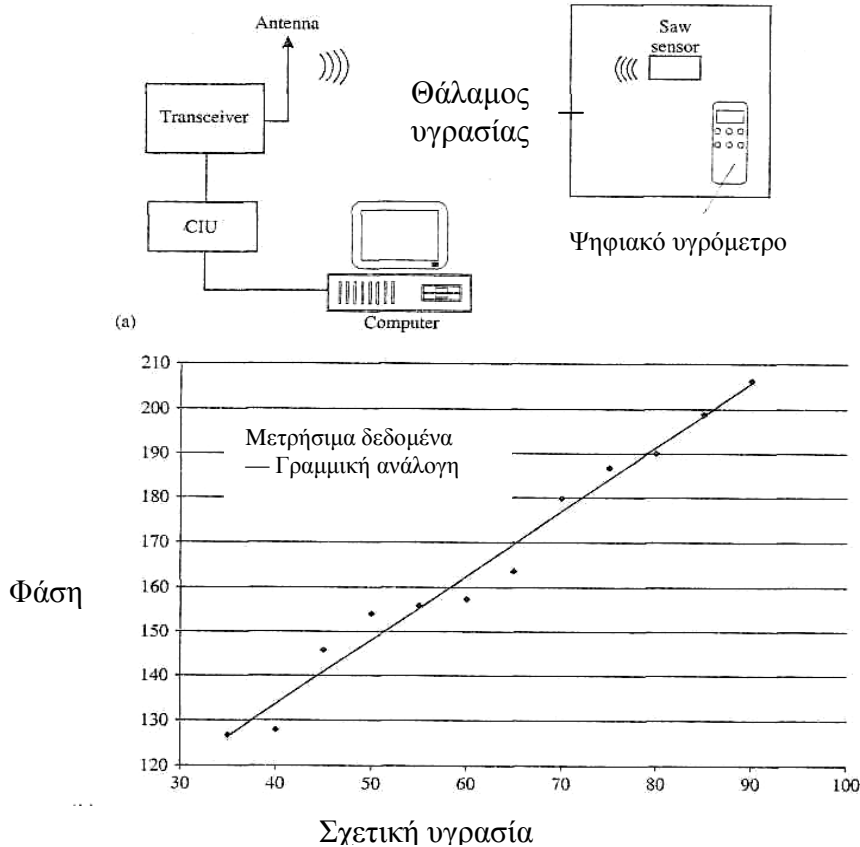 Antenna
Saw
sensor
Θάλαμος
υγρασίας
Transceiver
CIU
Ψηφιακό υγρόμετρο
(a)
Computer
210
200
190
180
170
160
150
140
130
120
Μετρήσιμα δεδομένα
— Γραμμική ανάλογη
Φάση
30 40 50 60 70 80 90 100
Σχετική υγρασία